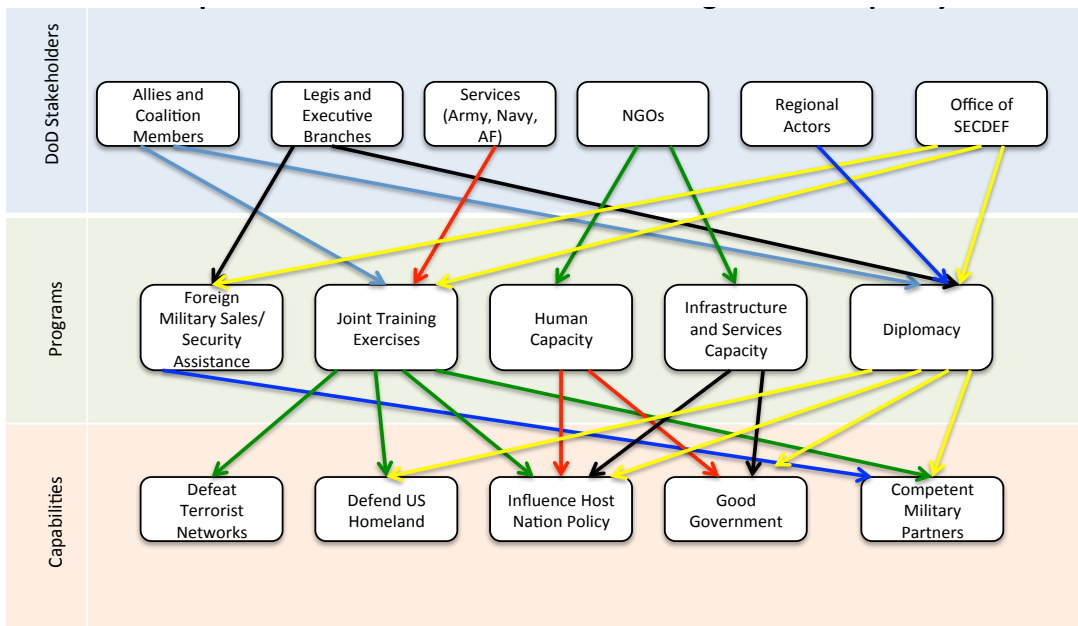 DoD Stakeholders
Allies and
Coalition
Members
Legis and
Executive
Branches
Services
(Army, Navy,
AF)
NGOs
Regional
Actors
Office of
SECDEF
Programs
Foreign
Military Sales/
Security
Assistance
Joint Training
Exercises
Human
Capacity
Infrastructure
and Services
Capacity
Diplomacy
Capabilities
Defeat
Terrorist
Networks
Defend US
Homeland
Influence Host
Nation Policy
Good
Government
Competent
Military
Partners